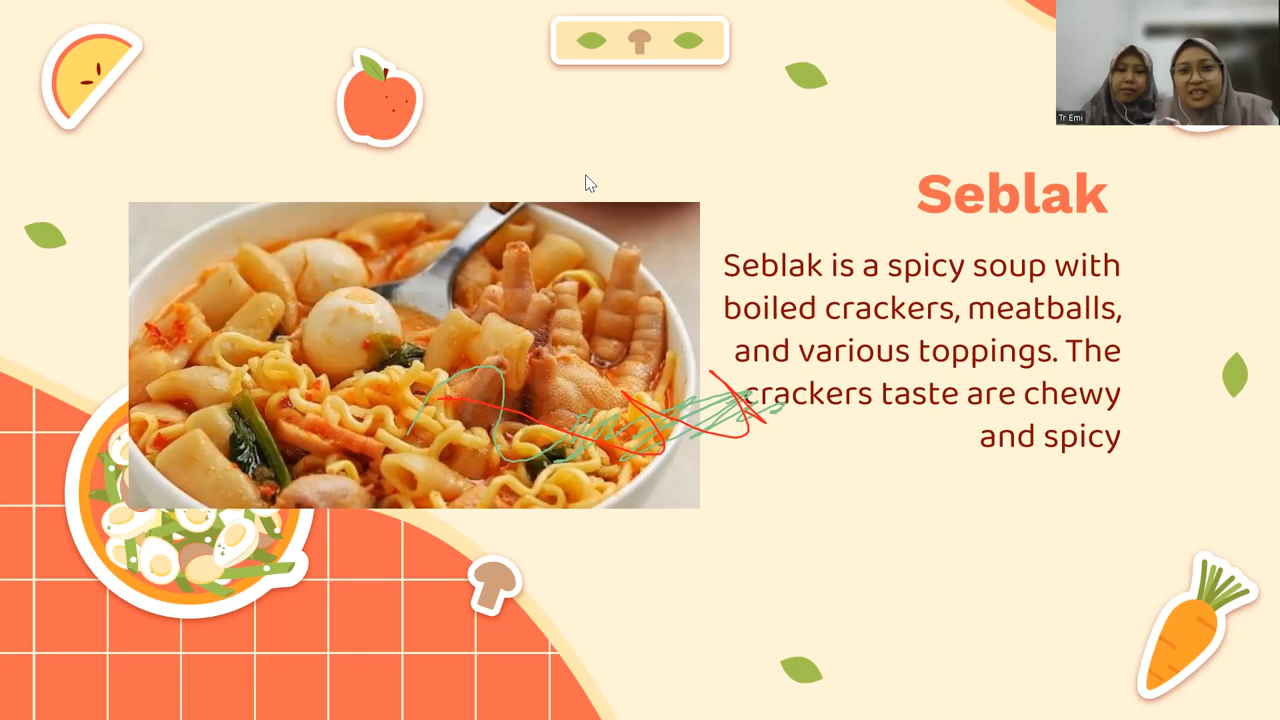 Tr Emi
Seblak
Seblak is a spicy soup with
boiled crackers, meatballs,
and various toppings. The
crackers taste are chewy
and spicy